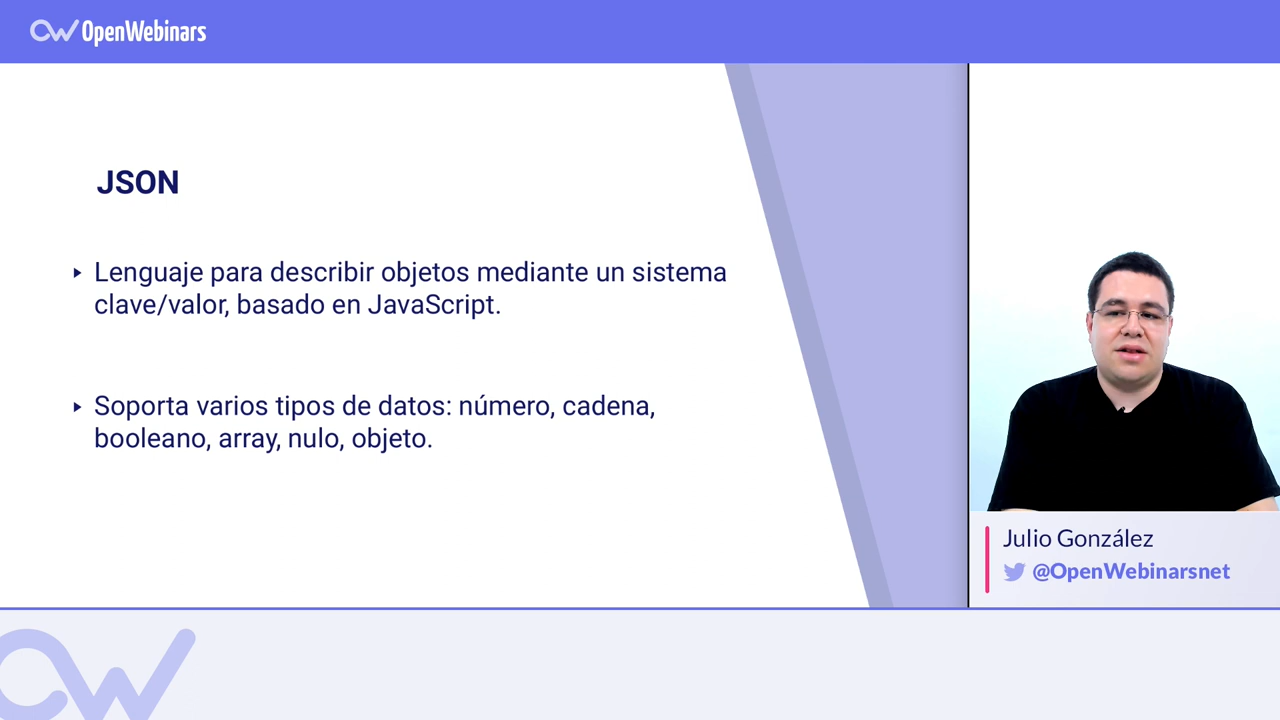 OpenWebinars
JSON
Lenguaje para describir objetos mediante un sistema
clave/valor, basado en JavaScript.
Soporta varios tipos de datos: número, cadena,
booleano, array, nulo, objeto.
Julio González
@OpenWebinarsnet